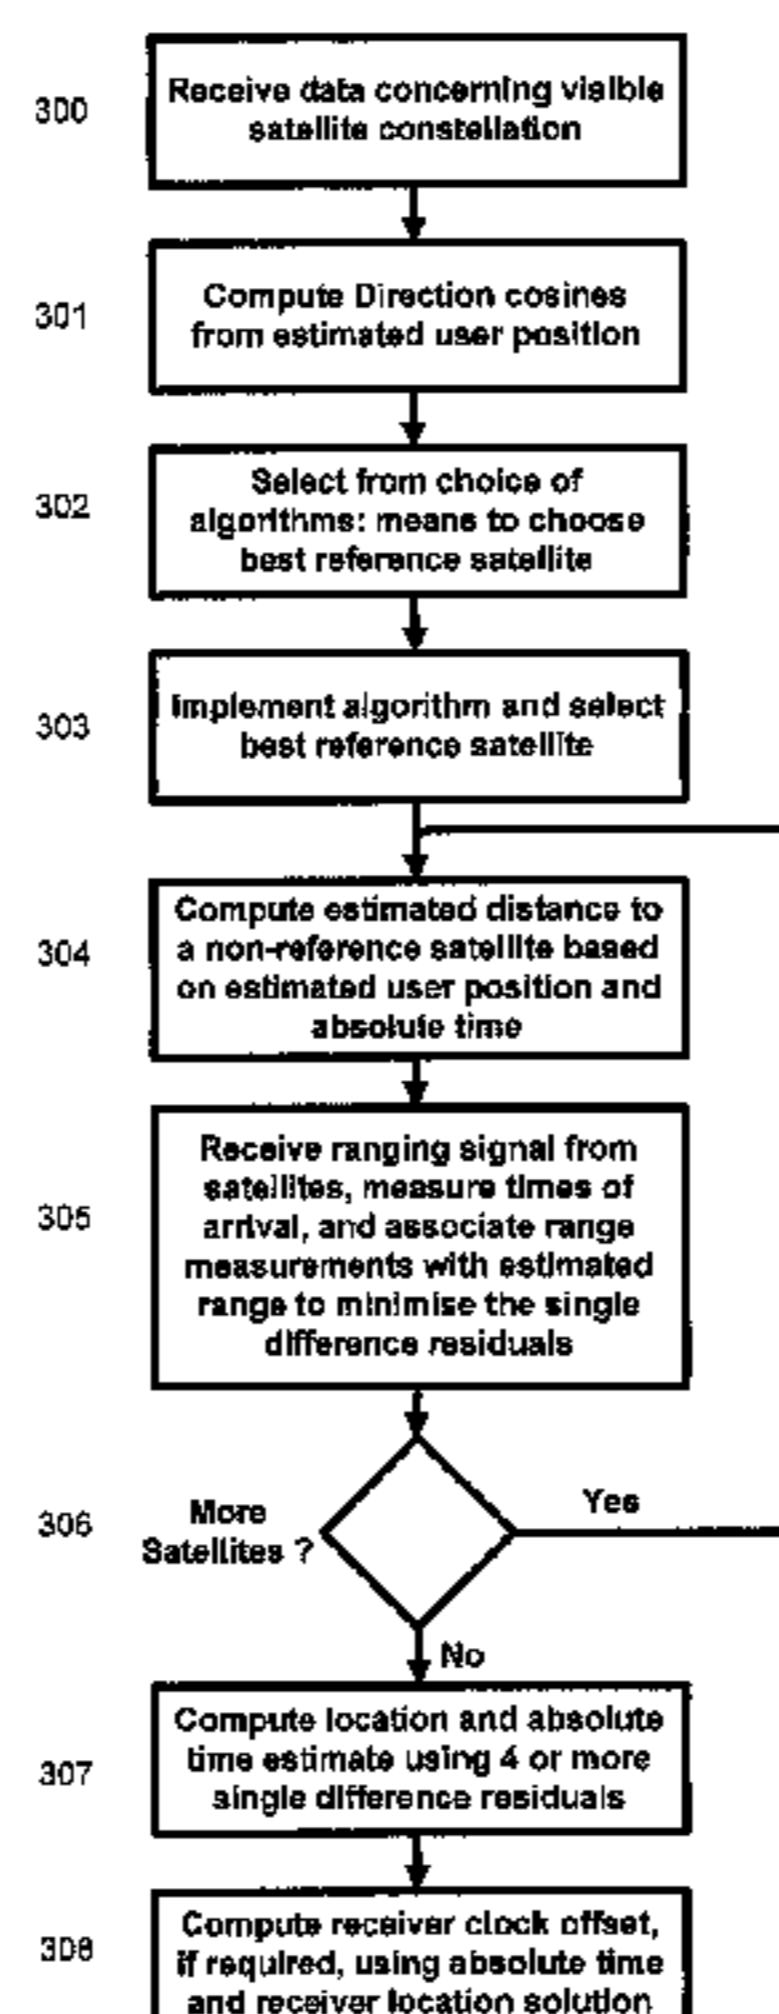 300
Receive data concerning visible
satellite constellation
301
Compute Direction cosines
from estimated user position
302
Select from choice of
algorithms: means to choose
best reference satellite
303
Implement algorithm and select
best reference satellite
304
Compute estimated distance to
a non-reference satellite based
on estimated user position and
absolute time
305
Receive ranging signal from
satellites, measure times of
arrival, and associate range
measurements with estimated
range to minimise the single
difference residuals
306
More
Satellites ?
Yes
No
307
Compute location and absolute
time estimate using 4 or more
single difference residuals
308
Compute receiver clock offset,
if required, using absolute time
and receiver location solution